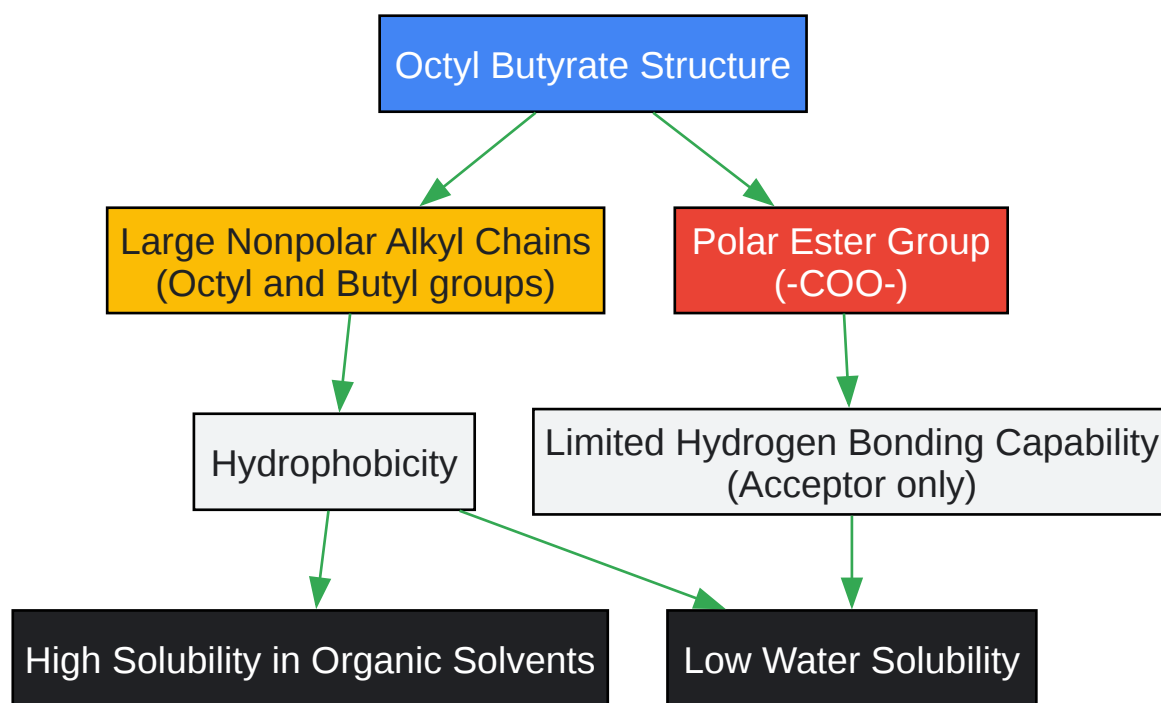 Octyl Butyrate Structure
Large Nonpolar Alkyl Chains
(Octyl and Butyl groups)
Polar Ester Group
(-COO-)
Hydrophobicity
Limited Hydrogen Bonding Capability
(Acceptor only)
High Solubility in Organic Solvents
Low Water Solubility